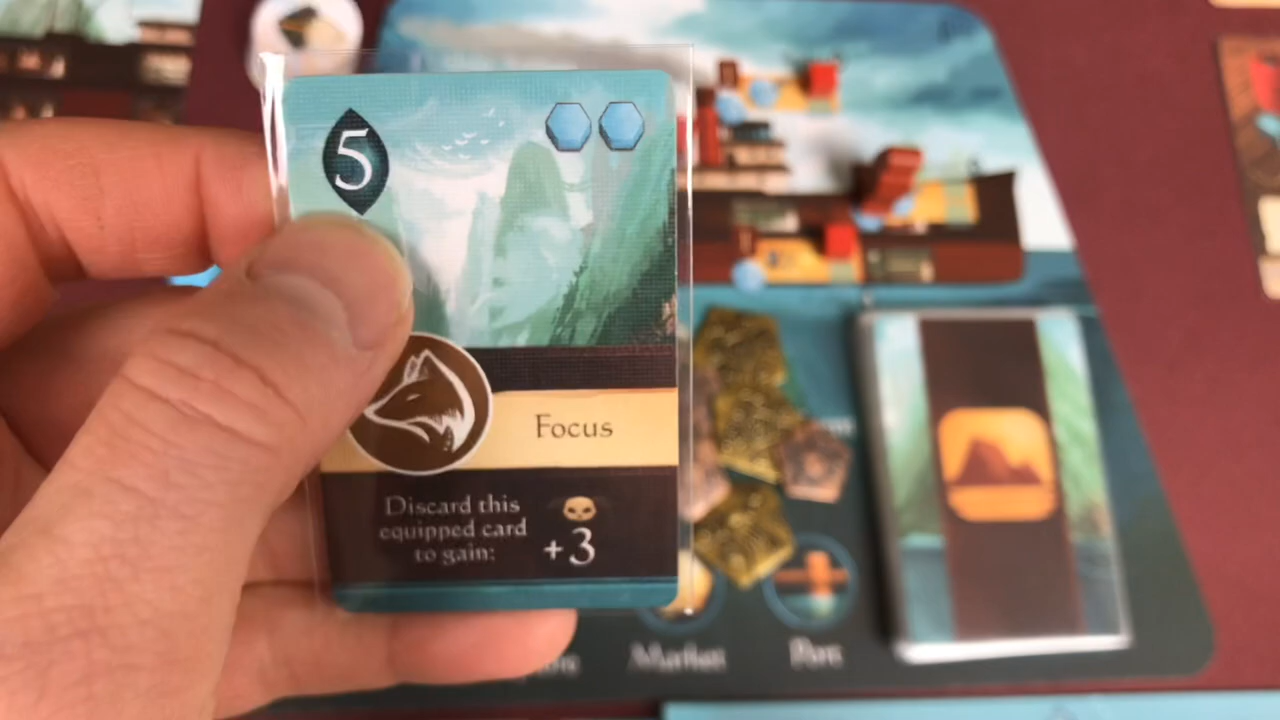 5
Focus
Discard this
equipped card
to gain:
+3
Market
Port